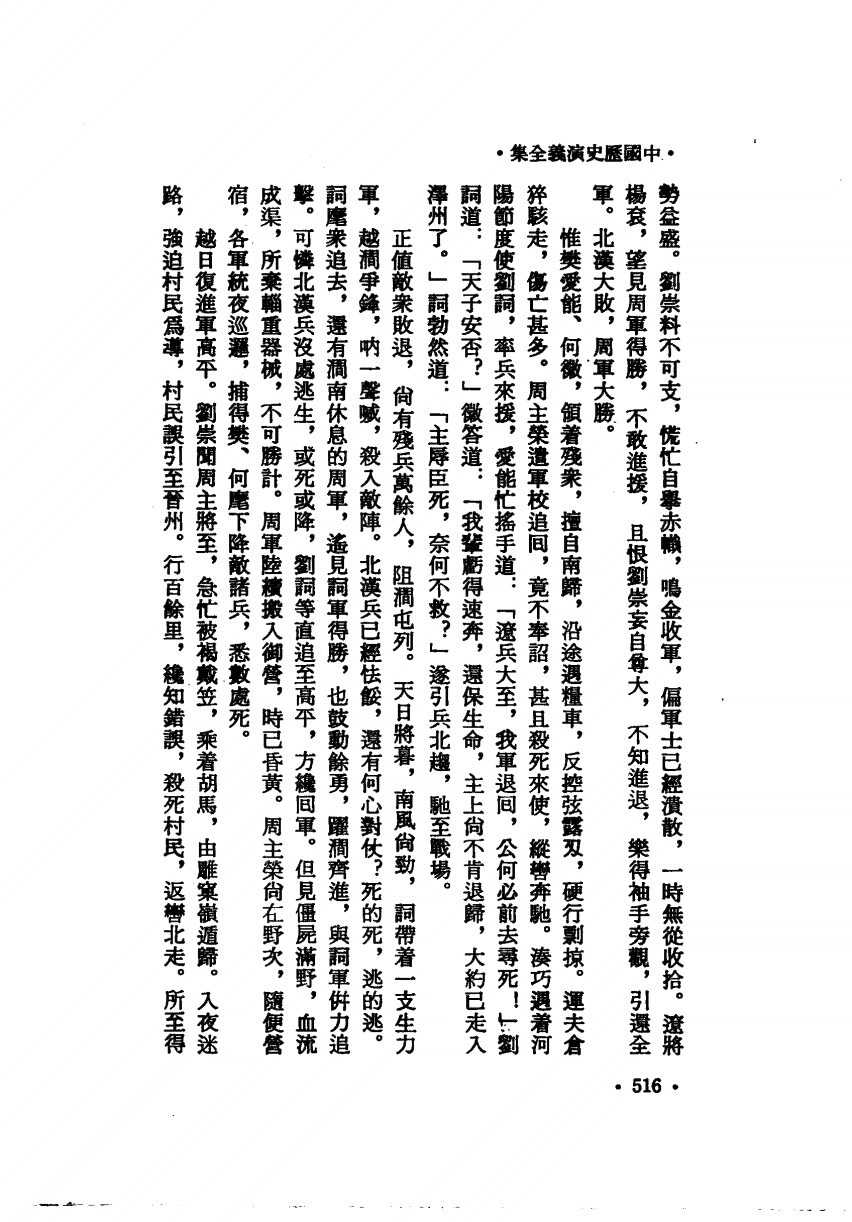 ·中國歷史演義全集·
勢益盛。劉崇料不可支，慌忙自舉赤幟，鳴金收軍，偏軍士已經潰散，一時無從收拾。遼將
楊袞，望見周軍得勝，不敢進援，且恨劉崇妄自尊大，不知進退，樂得袖手旁觀，引還全
軍。北漢大敗，周軍大勝。
惟樊愛能、何徽，領着殘衆，擅自南歸，沿途遇糧車，反控弦露刃，硬行剽掠。運夫倉
猝駭走，傷亡甚多。周主榮遣軍校追回，竟不奉詔，甚且殺死來使，縱轡奔馳。湊巧遇着河
陽節度使劉詞，率兵來援，愛能忙搖手道：「遼兵大至，我軍退回，公何必前去尋死！」劉
詞道：「天子安否？」徽答道：「我輩虧得速奔，還保生命，主上尙不肯退歸，大約已走入
澤州了。」詞勃然道：「主辱臣死，奈何不救？」遂引兵北趨，馳至戰場。
正值敵衆敗退，尙有殘兵萬餘人，阻澗屯列。天日將暮，南風尙勁，詞帶着一支生力
軍，越澗爭鋒，吶一聲喊，殺入敵陣。北漢兵已經怯餒，還有何心對仗？死的死，逃的逃。
詞麾衆追去，還有澗南休息的周軍，遙見詞軍得勝，也鼓動餘勇，躍澗齊進，與詞軍併力追
擊。可憐北漢兵沒處逃生，或死或降，劉詞等直追至高平，方纔回軍。但見僵屍滿野，血流
成渠，所棄輜重器械，不可勝計。周軍陸續搬入御營，時已昏黃。周主榮尙在野次，隨便營
宿，各軍統夜巡邏，捕得樊、何麾下降敵諸兵，悉數處死。
越日復進軍高平。劉崇聞周主將至，急忙被褐戴笠，乘着胡馬，由雕窠嶺遁歸。入夜迷
路，強迫村民爲導，村民誤引至晉州。行百餘里，纔知錯誤，殺死村民，返轡北走。所至得
·516·